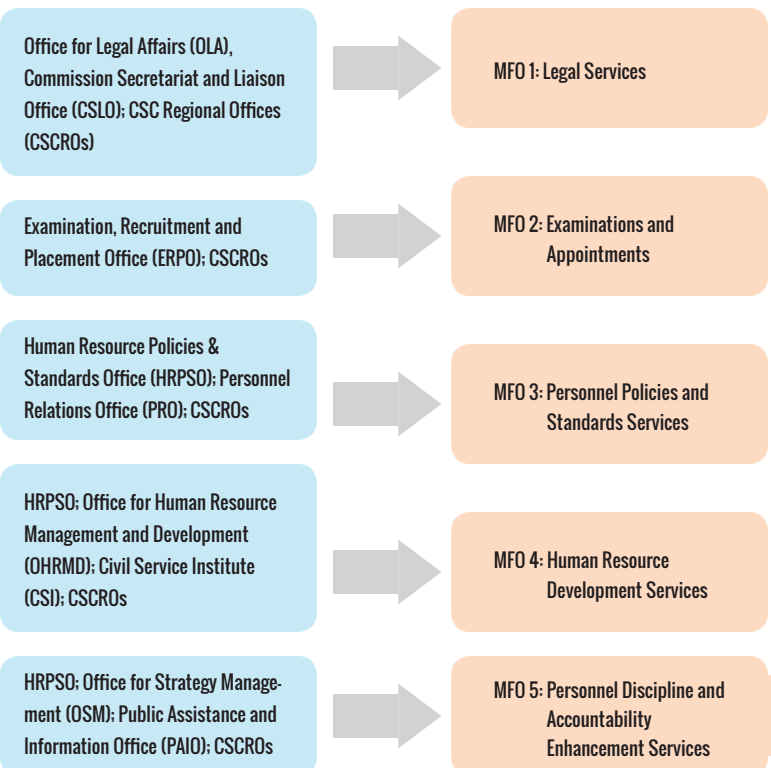 Office for Legal Affairs (OLA),
Commission Secretariat and Liaison
Office (CSLO); CSC Regional Offices
(CSCROs)
MFO 1: Legal Services
Examination, Recruitment and
Placement Office (ERPO); CSCROs
MFO 2: Examinations and
Appointments
Human Resource Policies &
Standards Office (HRPSO); Personnel
Relations Office (PRO); CSCROs
MFO 3: Personnel Policies and
Standards Services
HRPSO; Office for Human Resource
Management and Development
(OHRMD); Civil Service Institute
(CSI); CSCROs
MFO 4: Human Resource
Development Services
HRPSO; Office for Strategy Manage-
ment (OSM); Public Assistance and
Information Office (PAIO); CSCROs
MFO 5: Personnel Discipline and
Accountability
Enhancement Services